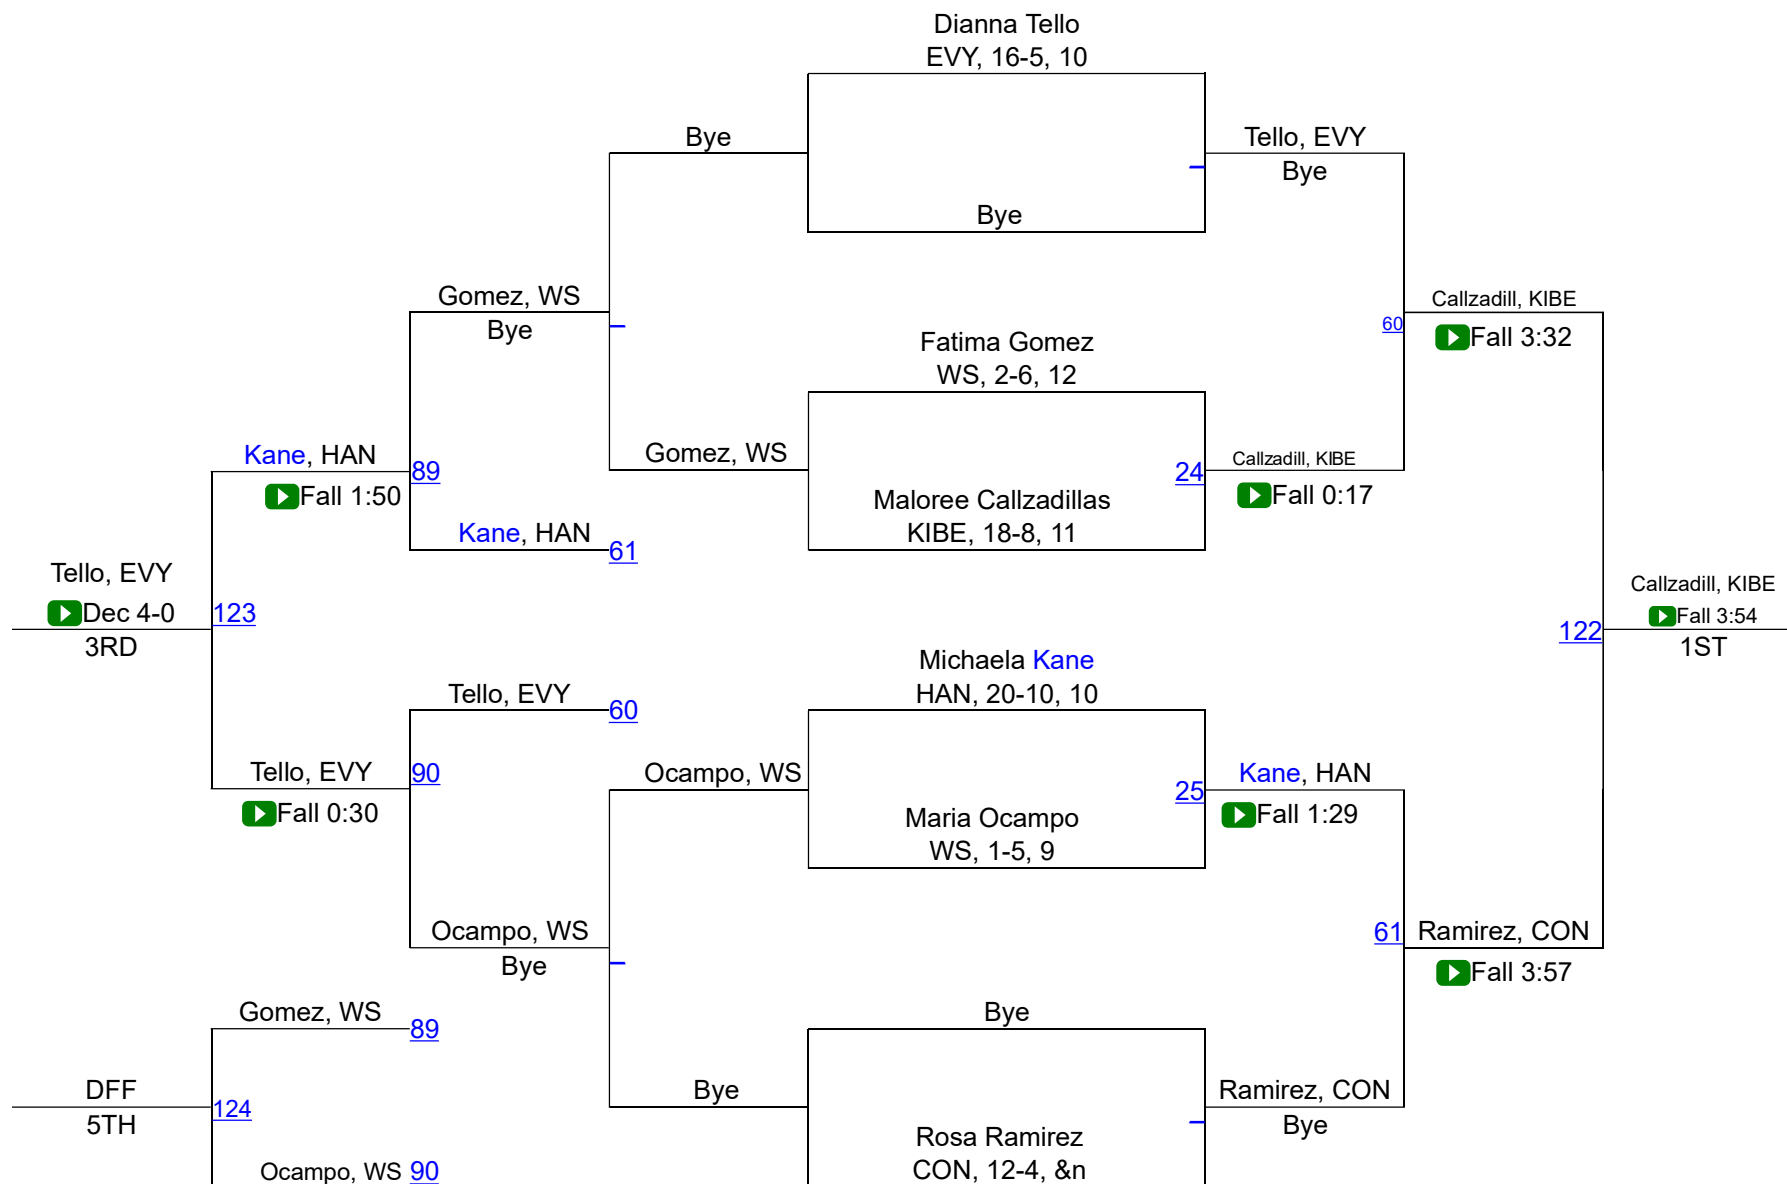 Dianna Tello
EVY, 16-5, 10
Bye
Tello, EVY
Bye
Bye
Gomez, WS
Bye
Callzadill, KIBE
60
Fall 3:32
Fatima Gomez
WS, 2-6, 12
Kane, HAN
89
Gomez, WS
24
Callzadill, KIBE
Fall 1:50
Maloree Callzadillas
KIBE, 18-8, 11
Fall 0:17
Kane, HAN
61
Tello, EVY
Dec 4-0
123
3RD
Callzadill, KIBE
Fall 3:54
122
1ST
Michaela Kane
HAN, 20-10, 10
Tello, EVY
60
Tello, EVY
90
Ocampo, WS
25
Kane, HAN
Fall 0:30
Maria Ocampo
WS, 1-5, 9
Fall 1:29
Ocampo, WS
Bye
61
Ramirez, CON
Fall 3:57
Gomez, WS
89
Bye
DFF
124
5TH
Bye
Ramirez, CON
Bye
Rosa Ramirez
CON, 12-4, &n
Ocampo, WS 90